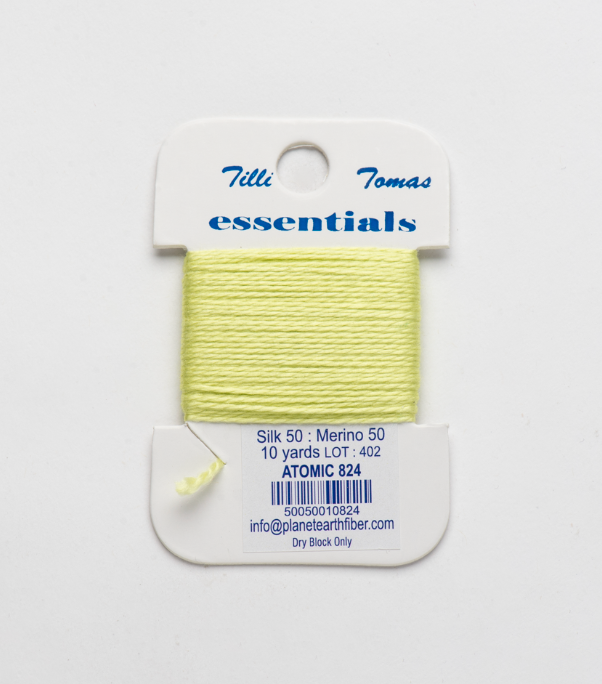 Tilli Tomas
essentials
Silk 50 : Merino 50
10 yards LOT : 402
ATOMIC 824
50050010824
info@planetearthfiber.com
Dry Block Only